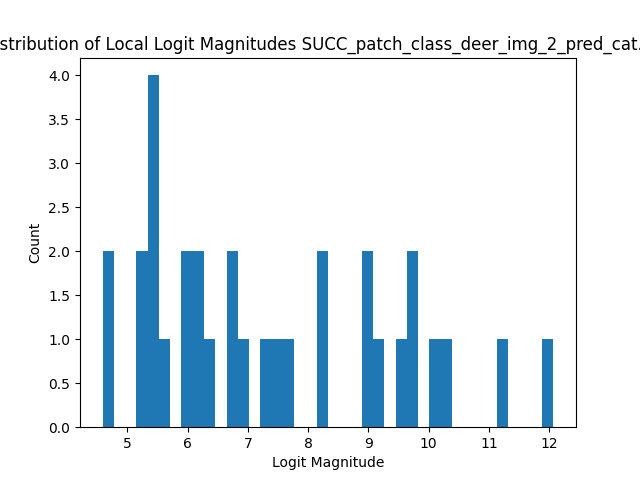 stribution of Local Logit Magnitudes SUCC_patch_class_deer_img_2_pred_cat.
4.0
3.5
3.0
2.5
2.0
1.5
1.0
0.5
0.0
Count
5 6 7 8 9 10 11 12
Logit Magnitude